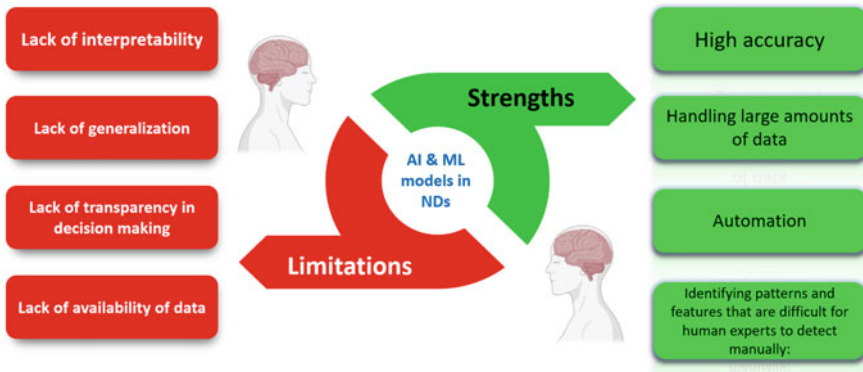 Lack of interpretability
Lack of generalization
Lack of transparency in
decision making
Lack of availability of data
Strengths
AI & ML
models in
NDs
Limitations
High accuracy
Handling large amounts
of data
Automation
Identifying patterns and
features that are difficult for
human experts to detect
manually: